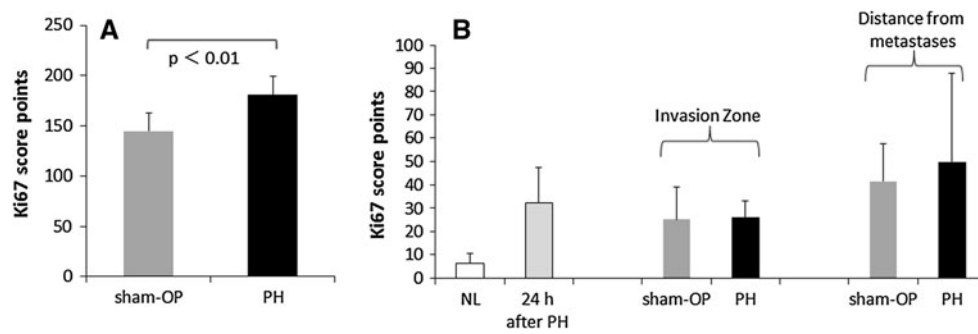 A
Ki67 score points
250
200
150
100
50
0
p < 0.01
sham-OP PH
B
Ki67 score points
100
90
80
70
60
50
40
30
20
10
0
Invasion Zone
Distance from
metastases
NL 24 h sham-OP PH sham-OP PH
after PH